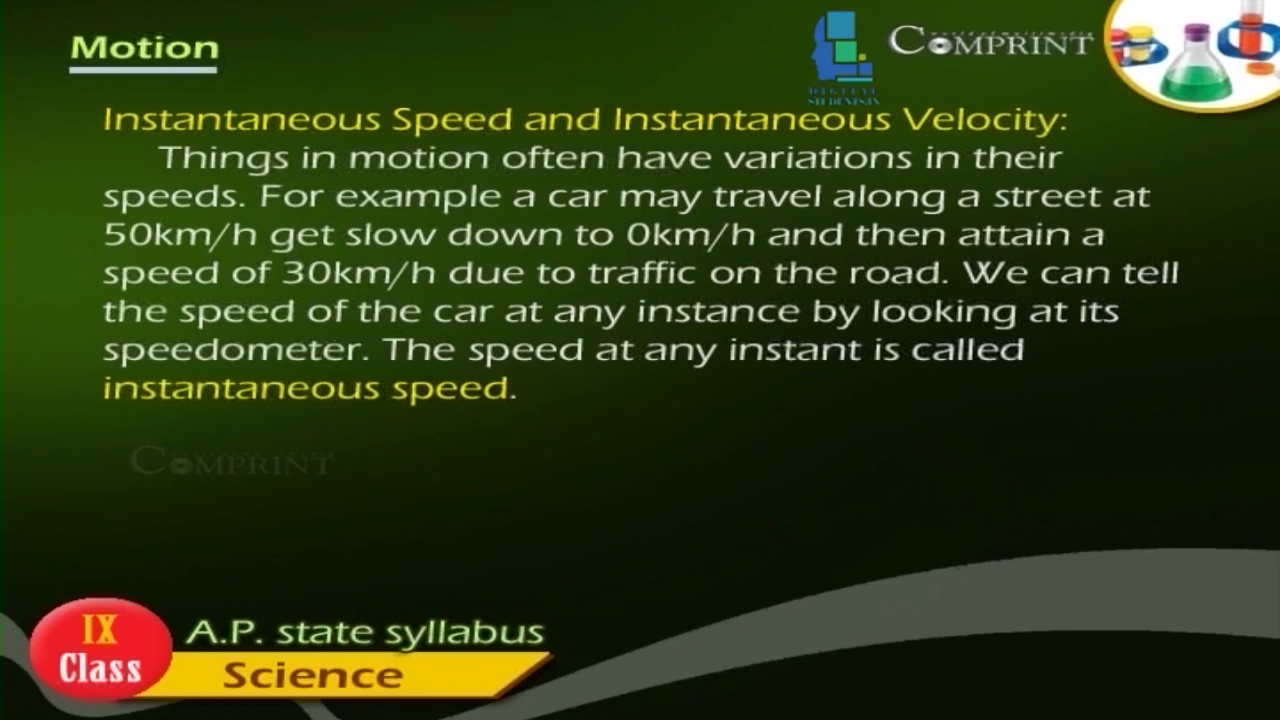 Motion
COMPRINT
Instantaneous Speed and Instantaneous Velocity:
Things in motion often have variations in their
speeds. For example a car may travel along a street at
50km/h get slow down to 0km/h and then attain a
speed of 30km/h due to traffic on the road. We can tell
the speed of the car at any instance by looking at its
speedometer. The speed at any instant is called
instantaneous speed.
COMPRINT
IX
Class
A.P. state syllabus
Science